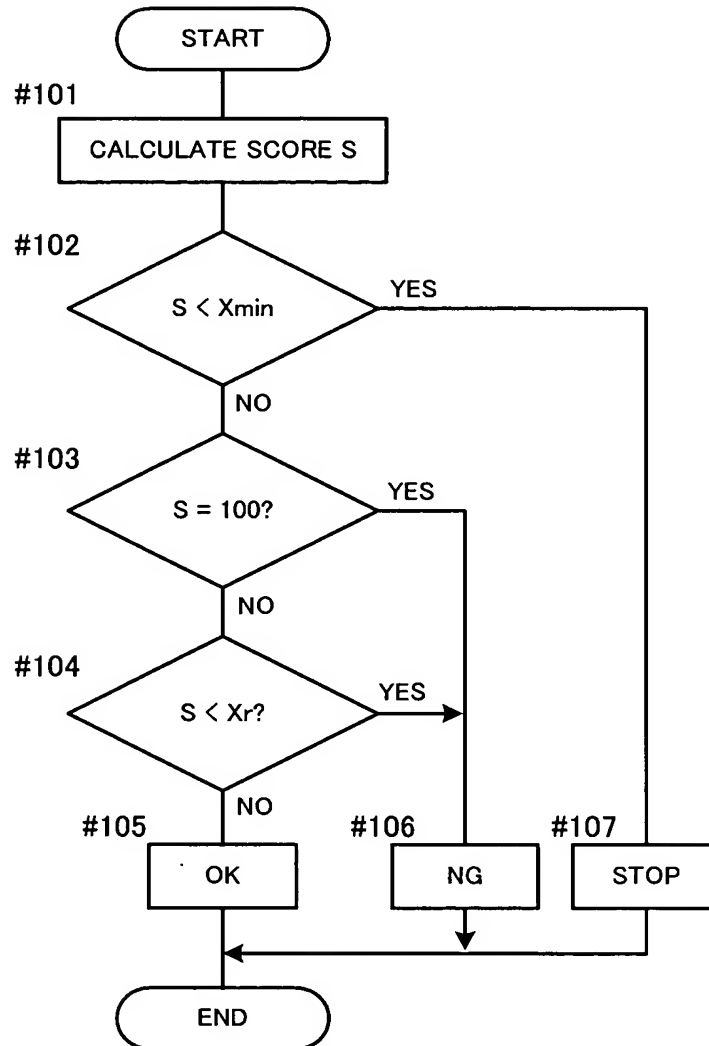 START
#101
CALCULATE SCORE S
#102
S < Xmin
YES
NO
#103
S = 100?
YES
NO
#104
S < Xr?
YES
NO
#105
OK
#106
NG
#107
STOP
END